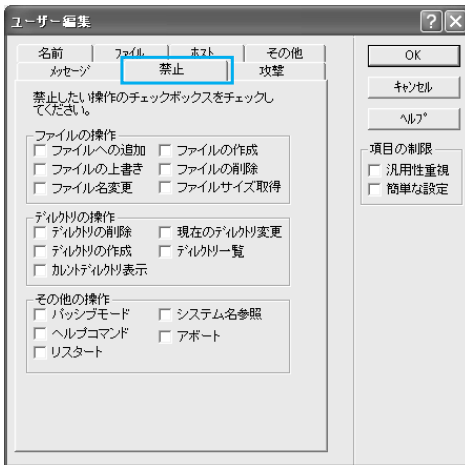 ユーザー編集
名前 ファイル ホスト その他
メッセージ 禁止 攻撃
禁止したい操作のチェックボックスをチェックし
てください。
ファイルの操作
ファイルへの追加 ファイルの作成
ファイルの上書き ファイルの削除
ファイル名変更 ファイルサイズ取得
ディレクトリの操作
ディレクトリの削除 現在のディレクトリ変更
ディレクトリの作成 ディレクトリ一覧
カレントディレクトリ表示
その他の操作
パッシブモード システム名参照
ヘルプコマンド アボート
リスタート
OK
キャンセル
ヘルプ
項目の制限
汎用性重視
簡単な設定